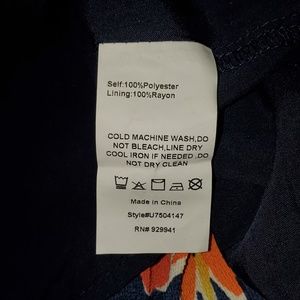 Self:100%Polyester
Lining:100%Rayon
COLD MACHINE WASH,DO
NOT BLEACH,LINE DRY
COOL IRON IF NEEDED ,DO
NOT DRY CLEAN
Made in China
Style#U7504147
RN# 929941